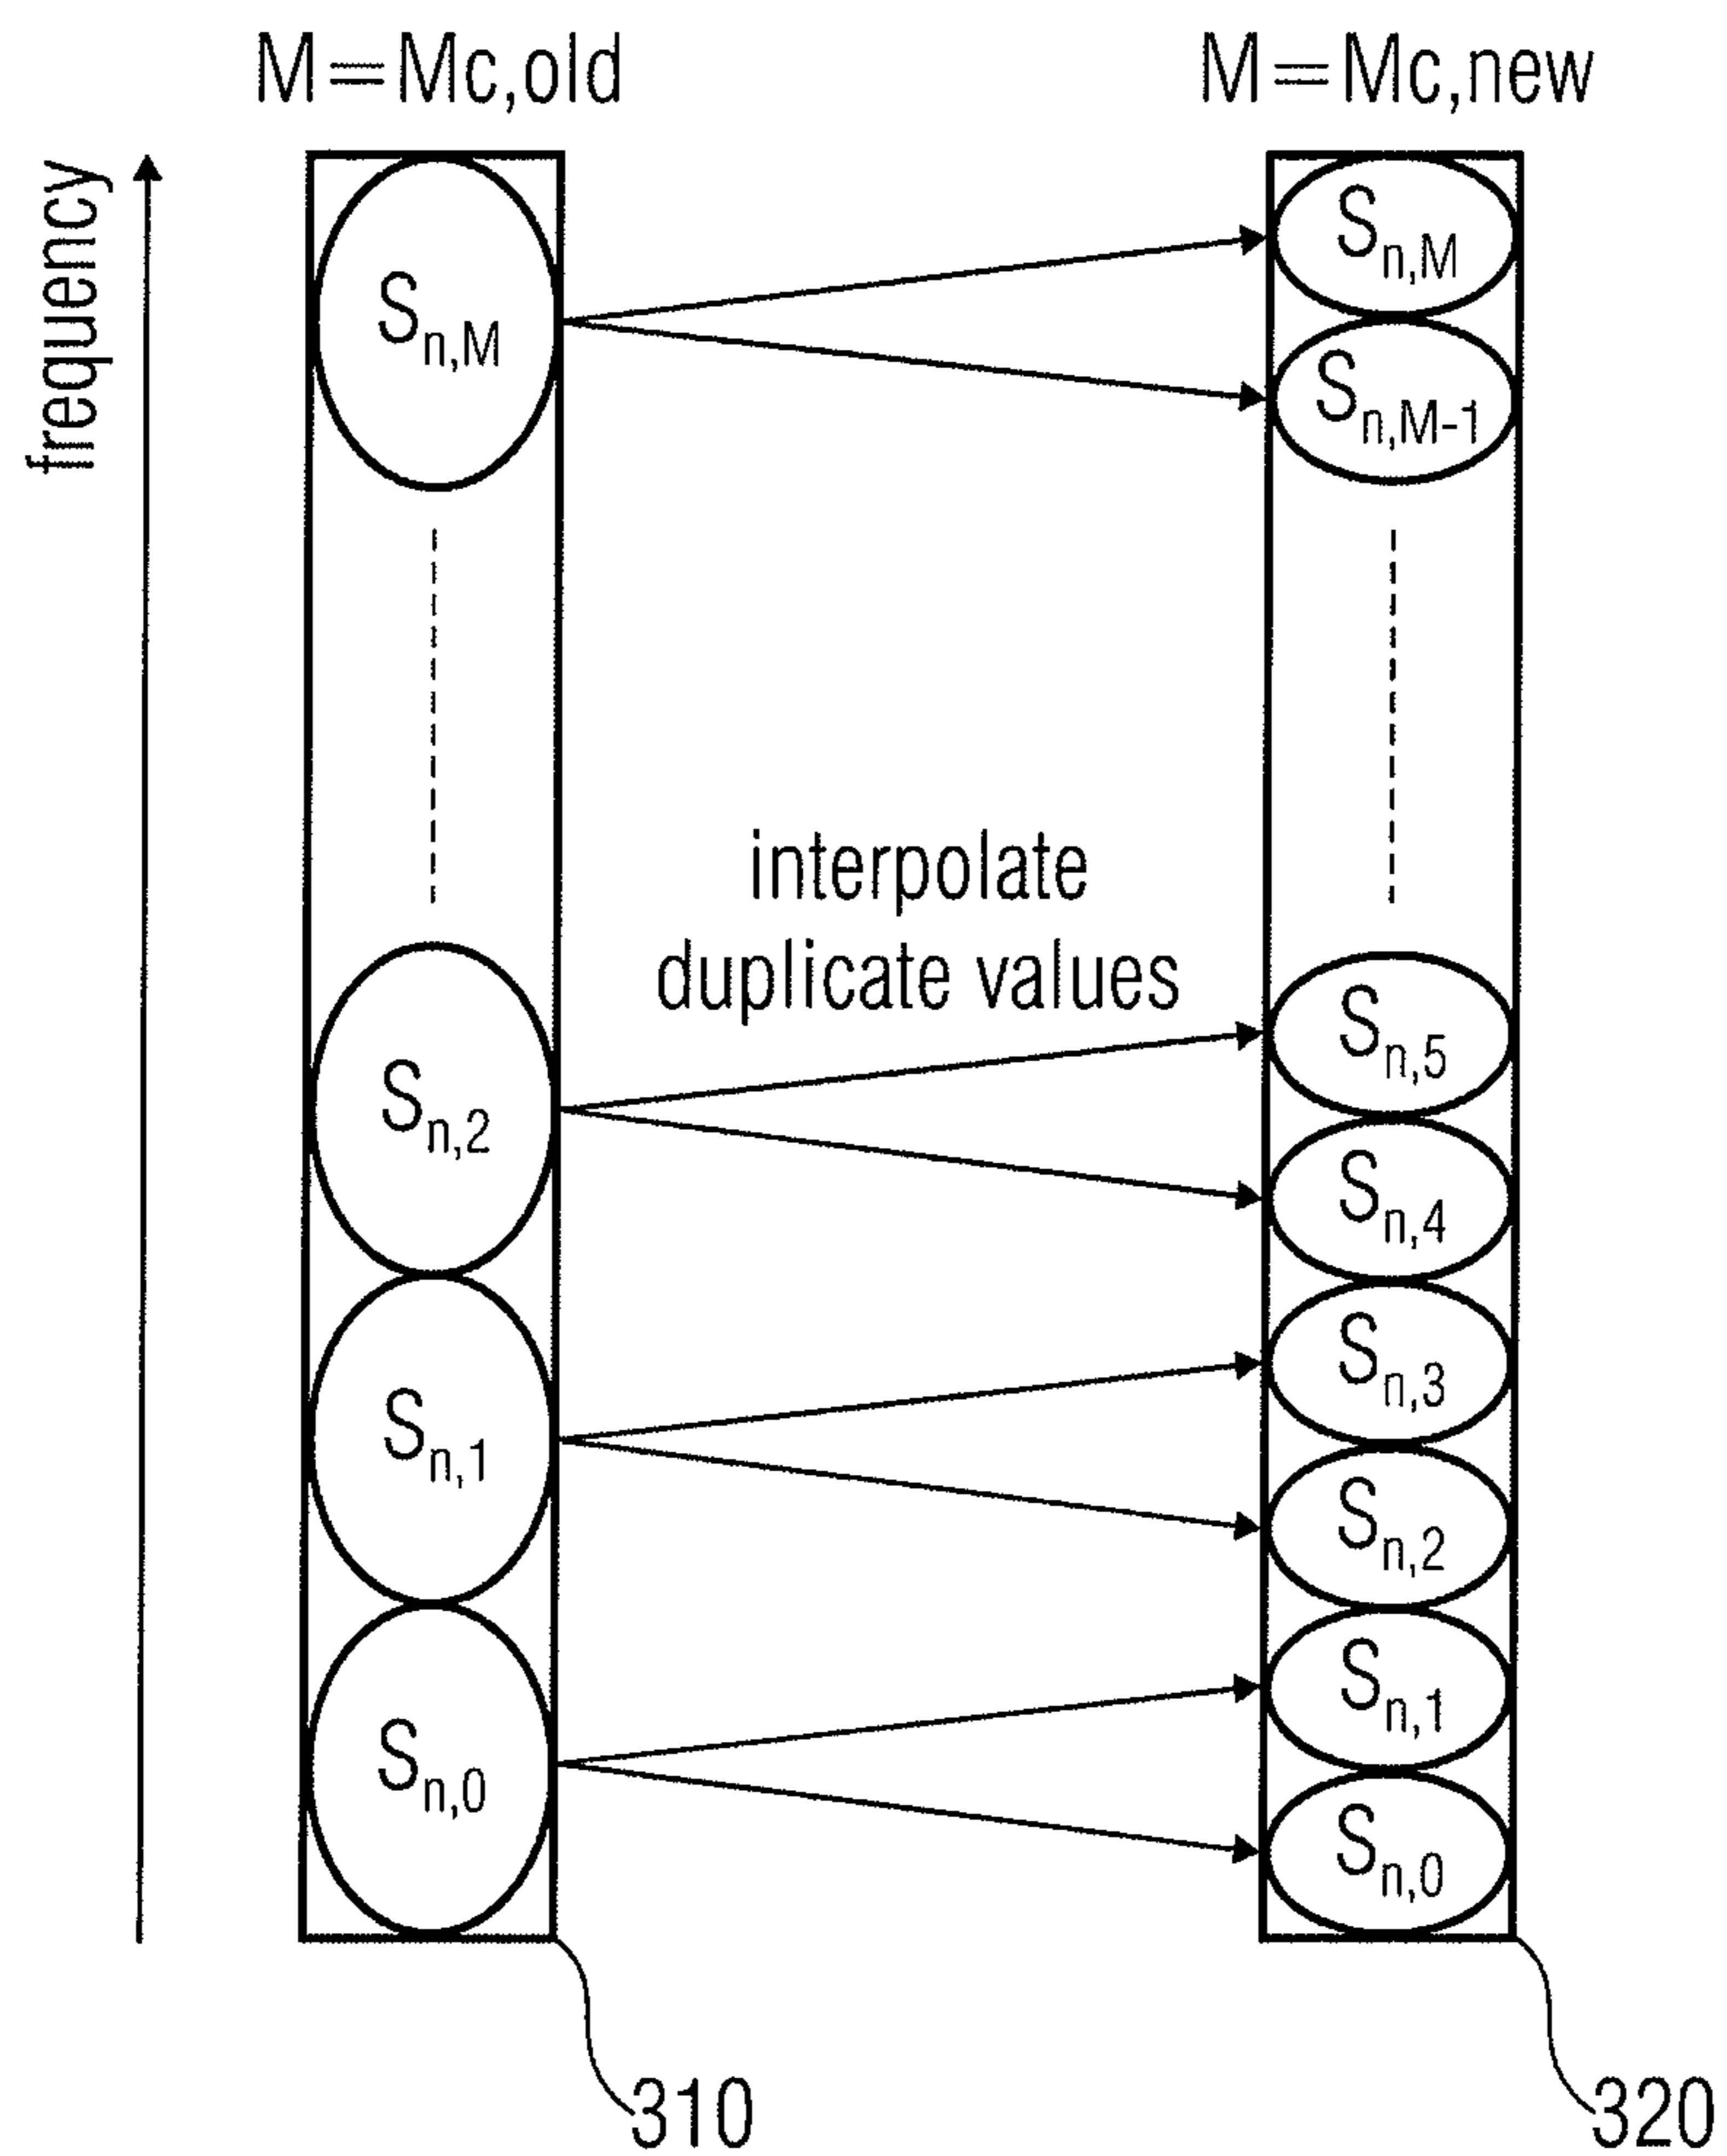 M=Mc,old
M=Mc,new
frequency
Sn,M
Sn,M
Sn,M-1
interpolate
duplicate values
Sn,2
Sn,1
Sn,0
Sn,5
Sn,4
Sn,3
Sn,2
Sn,1
Sn,0
310
320